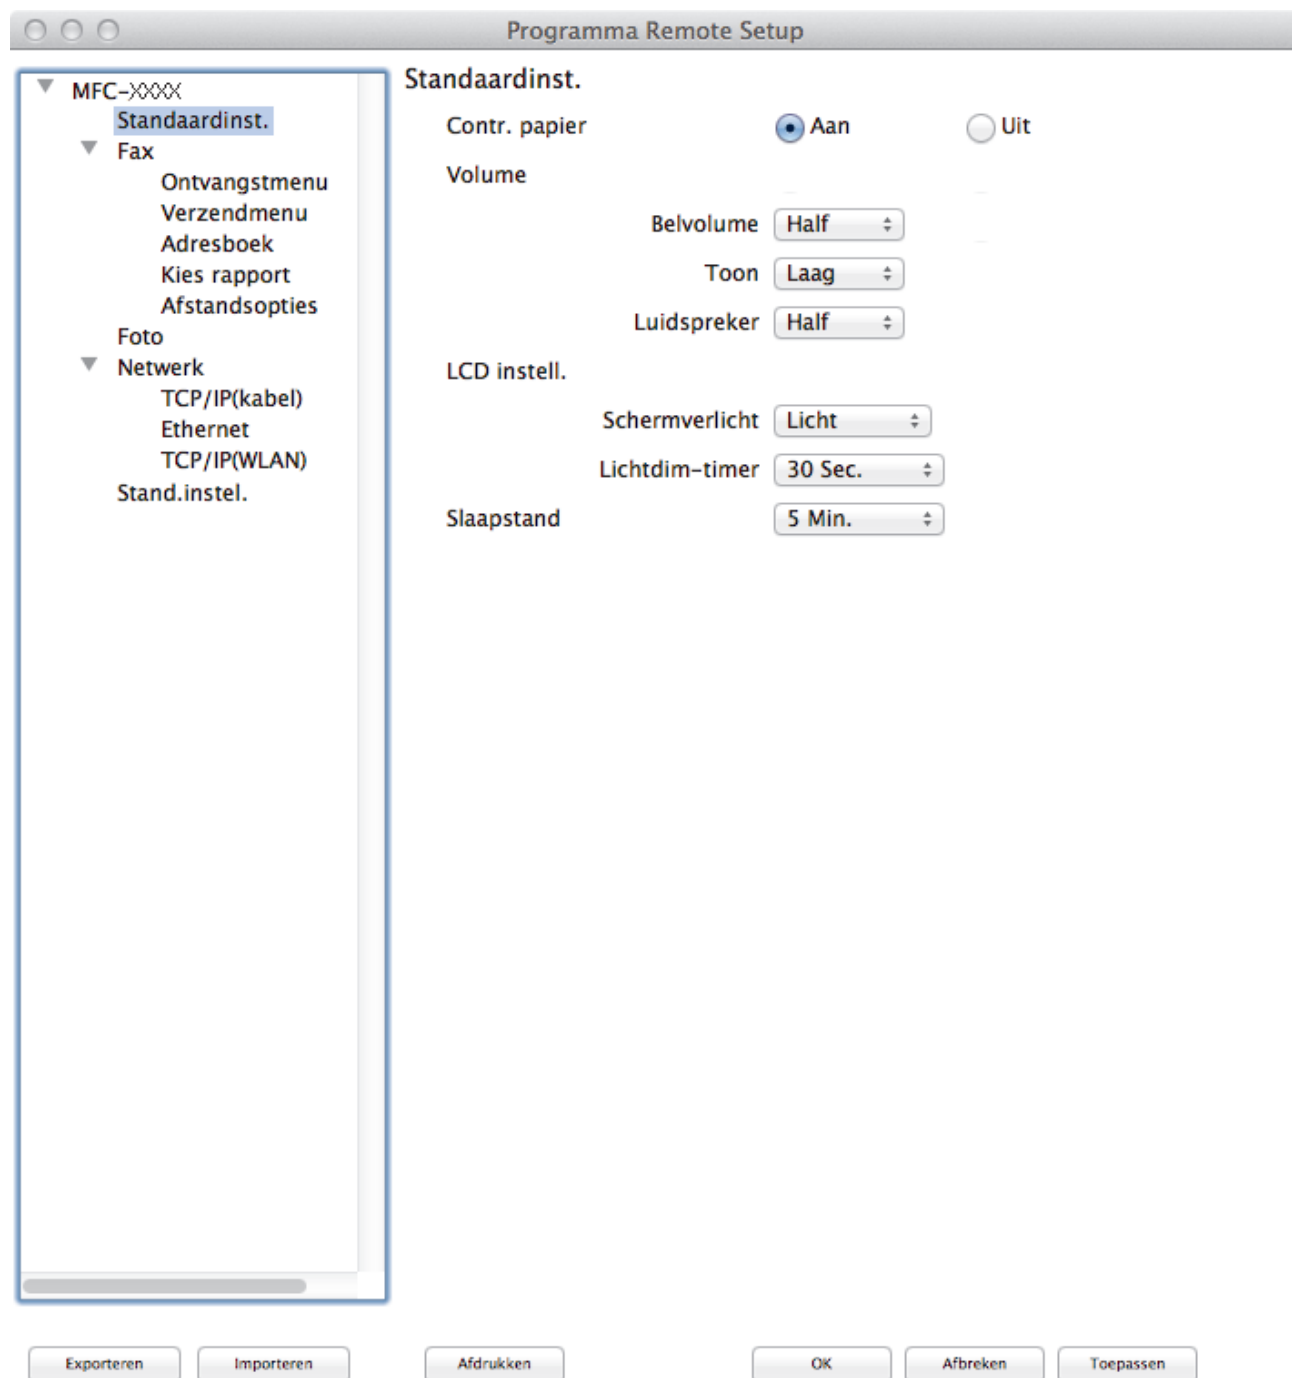 Programma Remote Setup
MFC-XXXX
Standaardinst.
Fax
Ontvangstmenu
Verzendmenu
Adresboek
Kies rapport
Afstandsopties
Foto
Netwerk
TCP/IP(kabel)
Ethernet
TCP/IP(WLAN)
Stand.instel.
Standaardinst.
Contr. papier Aan Uit
Volume
Belvolume Half
Toon Laag
Luidspreker Half
LCD instell.
Schermverlicht Licht
Lichtdim-timer 30 Sec.
Slaapstand 5 Min.
Exporteren Importeren Afdrukken OK Afbreken Toepassen